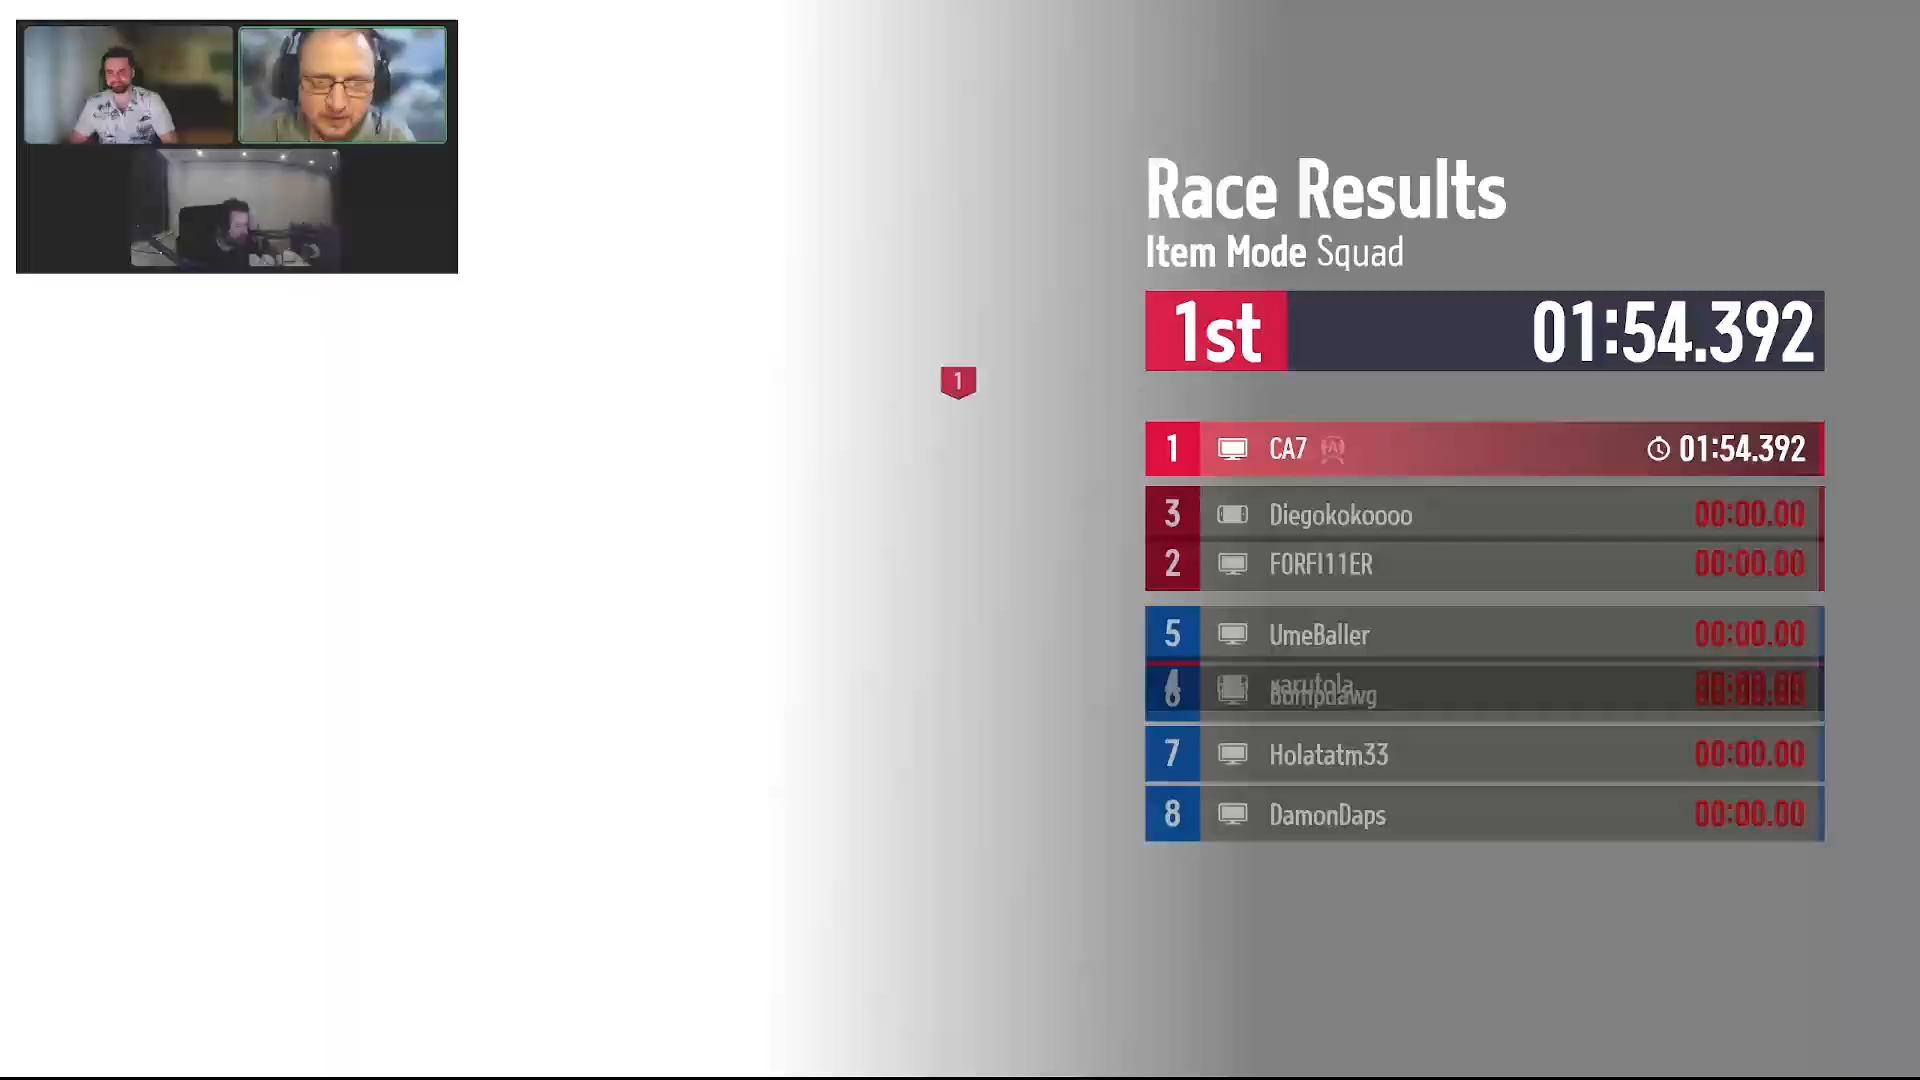 Race Results
Item Mode Squad
1st 01:54.392
1
1 CA7 01:54.392
3 Diegokokoooo 00:00.00
2 FORFI11ER 00:00.00
5 UmeBaller 00:00.00
7 Holatatm33 00:00.00
8 DamonDaps 00:00.00